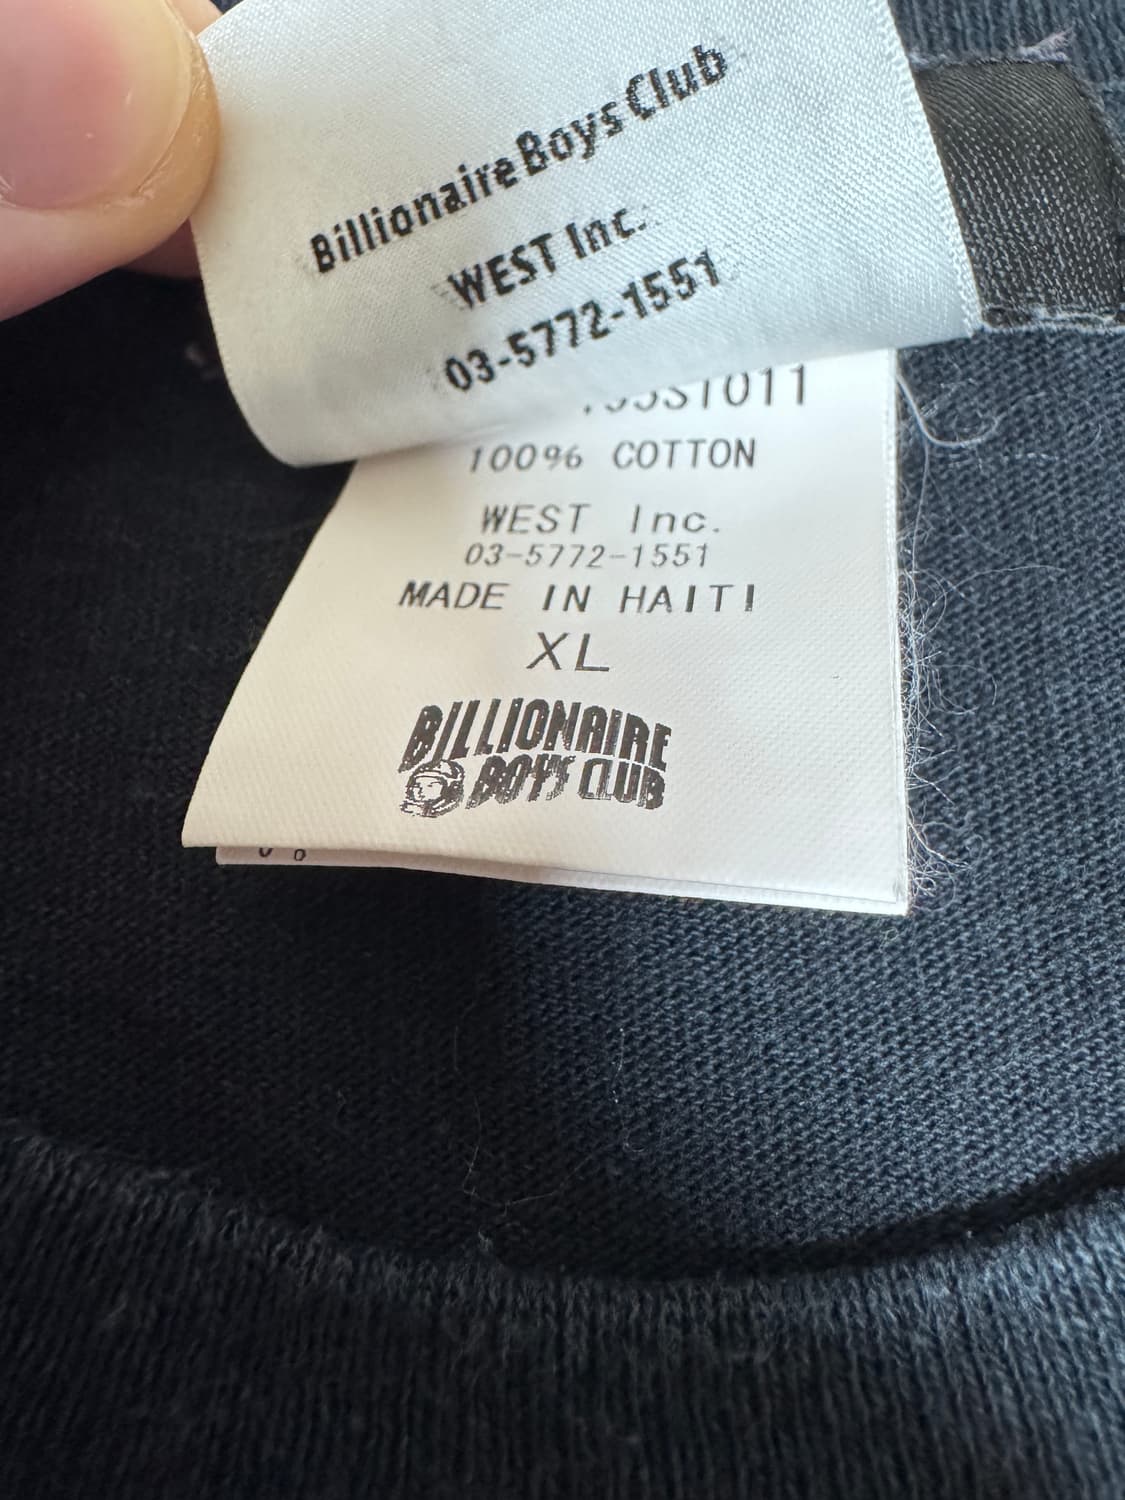 Billionaire Boys Club
WEST Inc.
03-5772-1551
100% COTTON
WEST Inc.
03-5772-1551
MADE IN HAITI
XL
BILLIONAIRE
BOYS CLUB